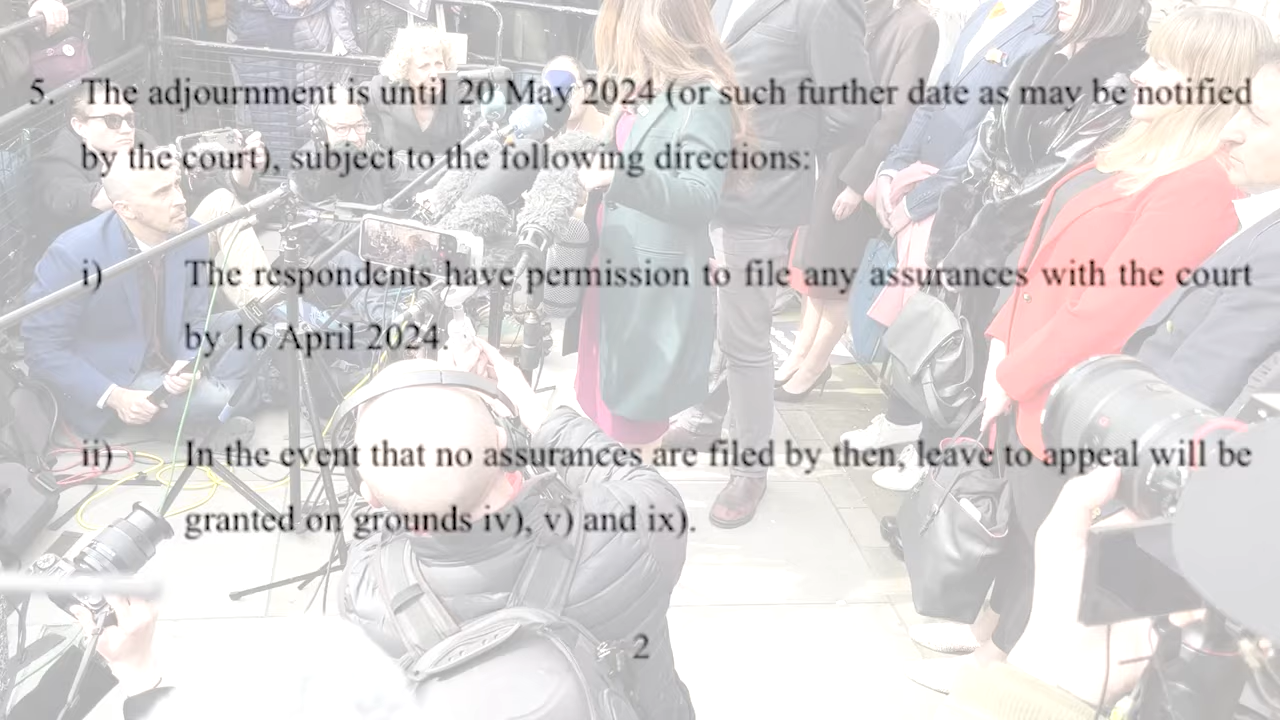 5. The adjournment is until 20 May 2024 (or such further date as may be notified
by the court), subject to the following directions:
i) The respondents have permission to file any assurances with the court
by 16 April 2024.
ii) In the event that no assurances are filed by then, leave to appeal will be
granted on grounds iv), v) and ix).
2